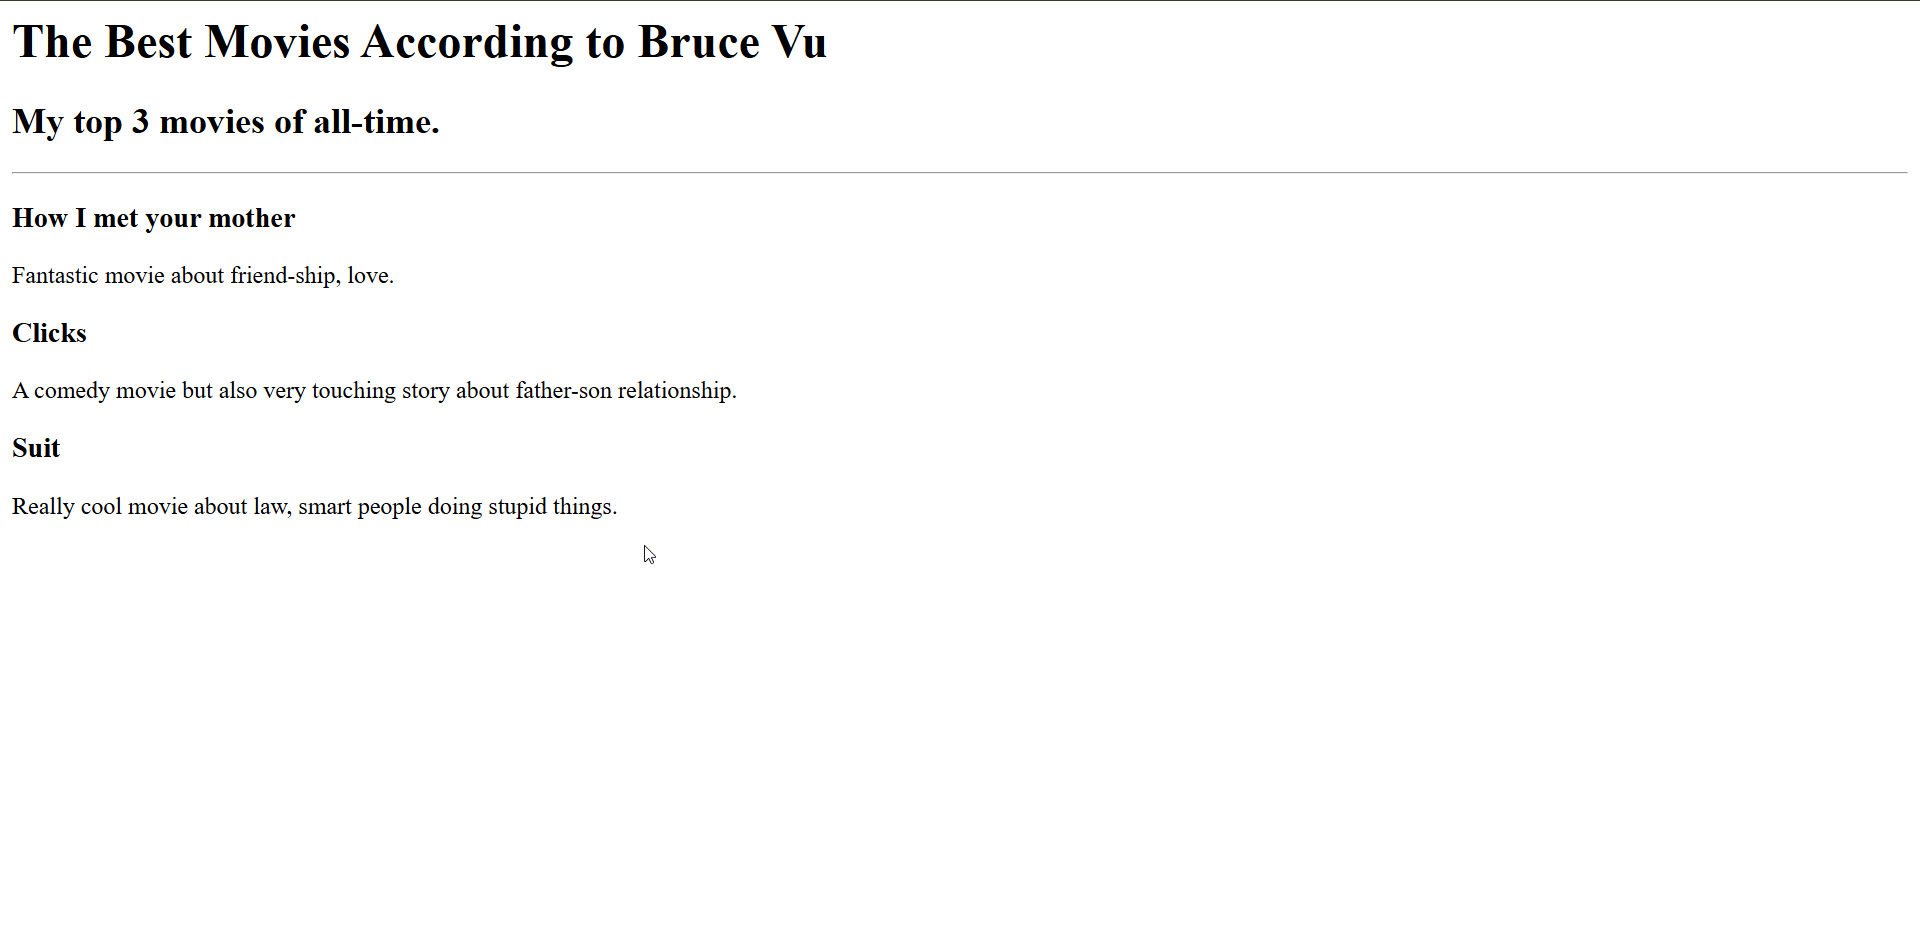 The Best Movies According to Bruce Vu
My top 3 movies of all-time.
How I met your mother
Fantastic movie about friend-ship, love.
Clicks
A comedy movie but also very touching story about father-son relationship.
Suit
Really cool movie about law, smart people doing stupid things.